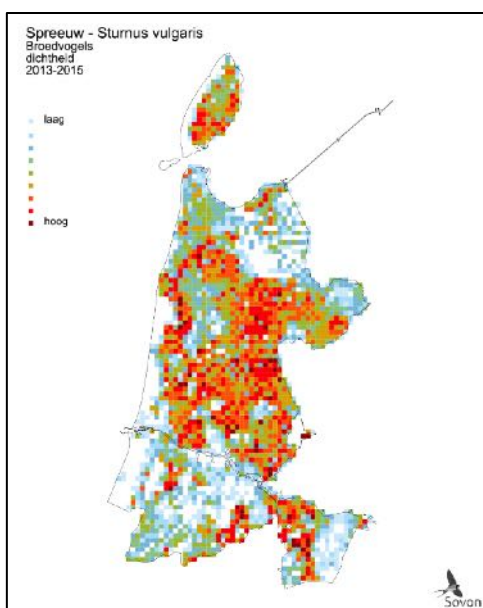 Spreeuw - Sturnus vulgaris
Broedvogels
dichtheid
2013-2015
laag
hoog
Sovon